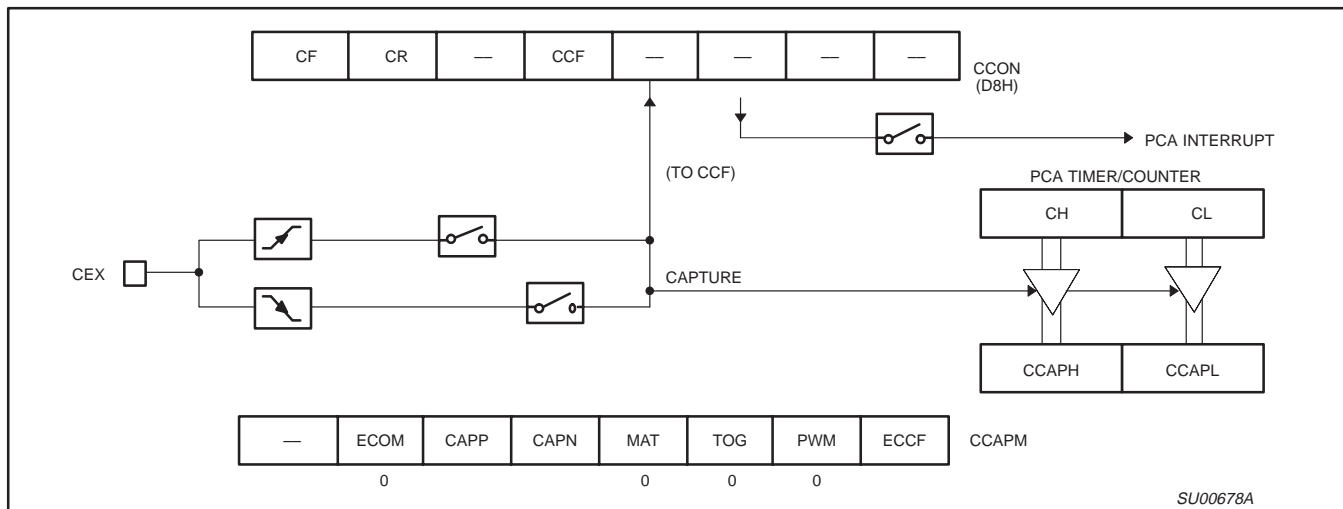 CF CR — CCF — — — —
CCON
(D8H)
PCA INTERRUPT
(TO CCF)
PCA TIMER/COUNTER
CH CL
CEX
CAPTURE
CCAPH CCAPL
— ECOM CAPP CAPN MAT TOG PWM ECCF CCAPM
0 0 0 0
SU00678A